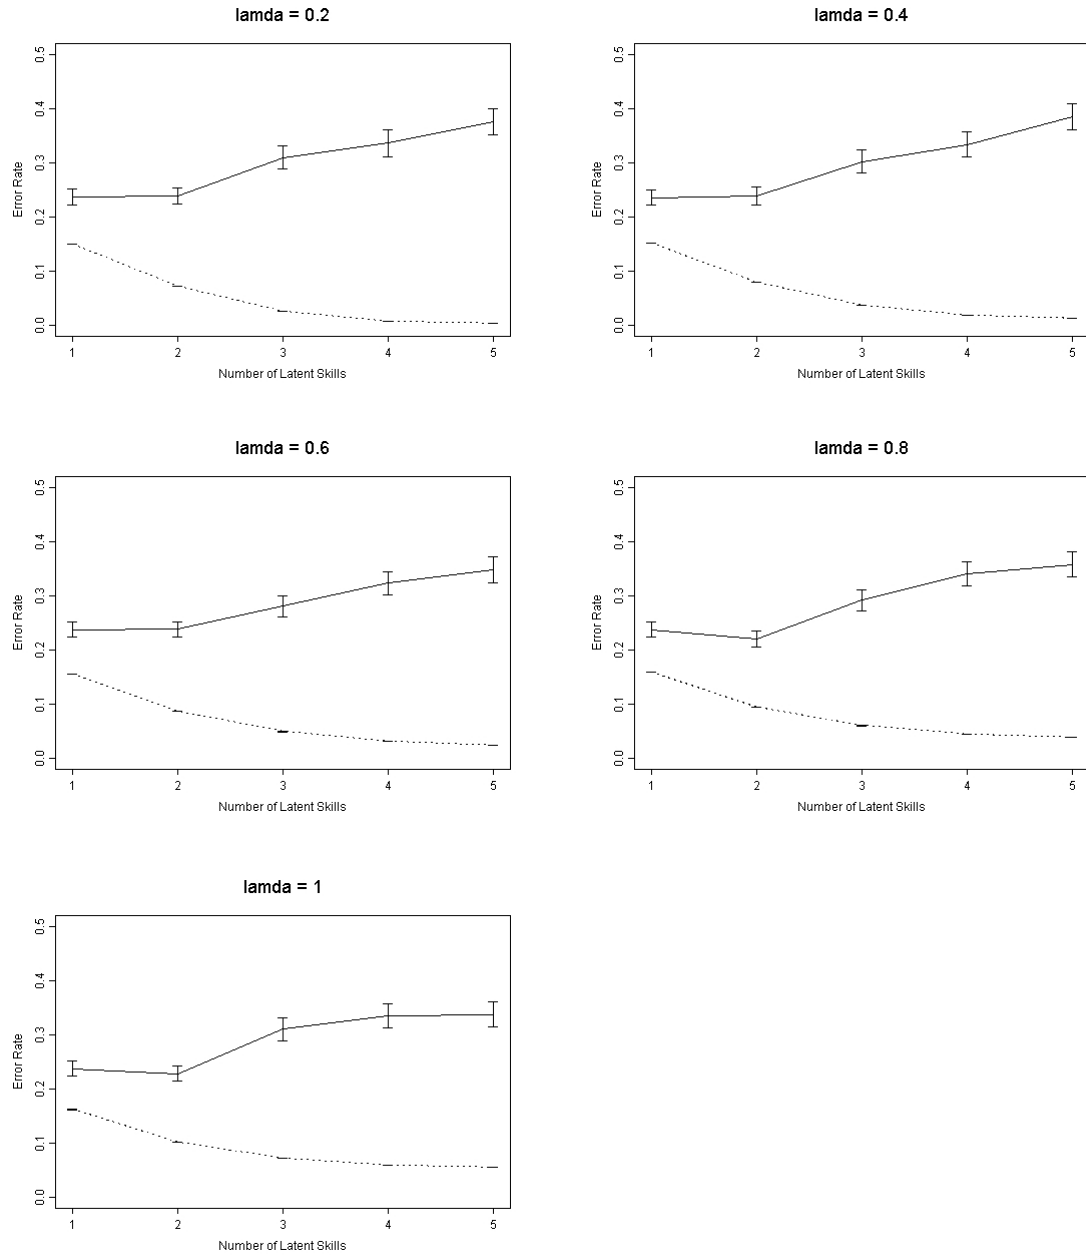 lamda = 0.2
0.5
0.4
0.3
0.2
0.1
0.0
Error Rate
1 2 3 4 5
Number of Latent Skills
lamda = 0.4
0.5
0.4
0.3
0.2
0.1
0.0
Error Rate
1 2 3 4 5
Number of Latent Skills
lamda = 0.6
0.5
0.4
0.3
0.2
0.1
0.0
Error Rate
1 2 3 4 5
Number of Latent Skills
lamda = 0.8
0.5
0.4
0.3
0.2
0.1
0.0
Error Rate
1 2 3 4 5
Number of Latent Skills
lamda = 1
0.5
0.4
0.3
0.2
0.1
0.0
Error Rate
1 2 3 4 5
Number of Latent Skills